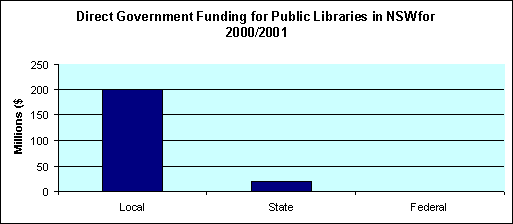 Direct Government Funding for Public Libraries in NSWfor
2000/2001
Millions ($
250
200
150
100
50
0
Local State Federal